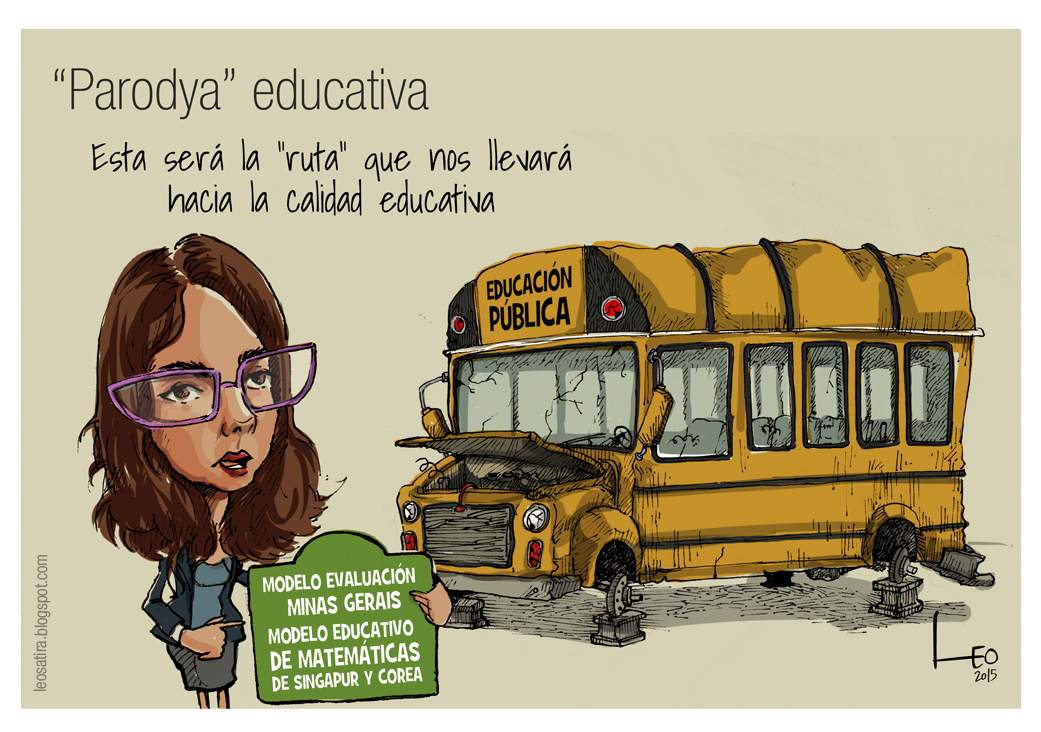 “Parodya” educativa
Esta será la "ruta" que nos llevará
hacia la calidad educativa
EDUCACIÓN
PÚBLICA
MODELO EVALUACIÓN
MINAS GERAIS
MODELO EDUCATIVO
DE MATEMÁTICAS
DE SINGAPUR Y COREA
leosatira.blogspot.com
LEO
2015